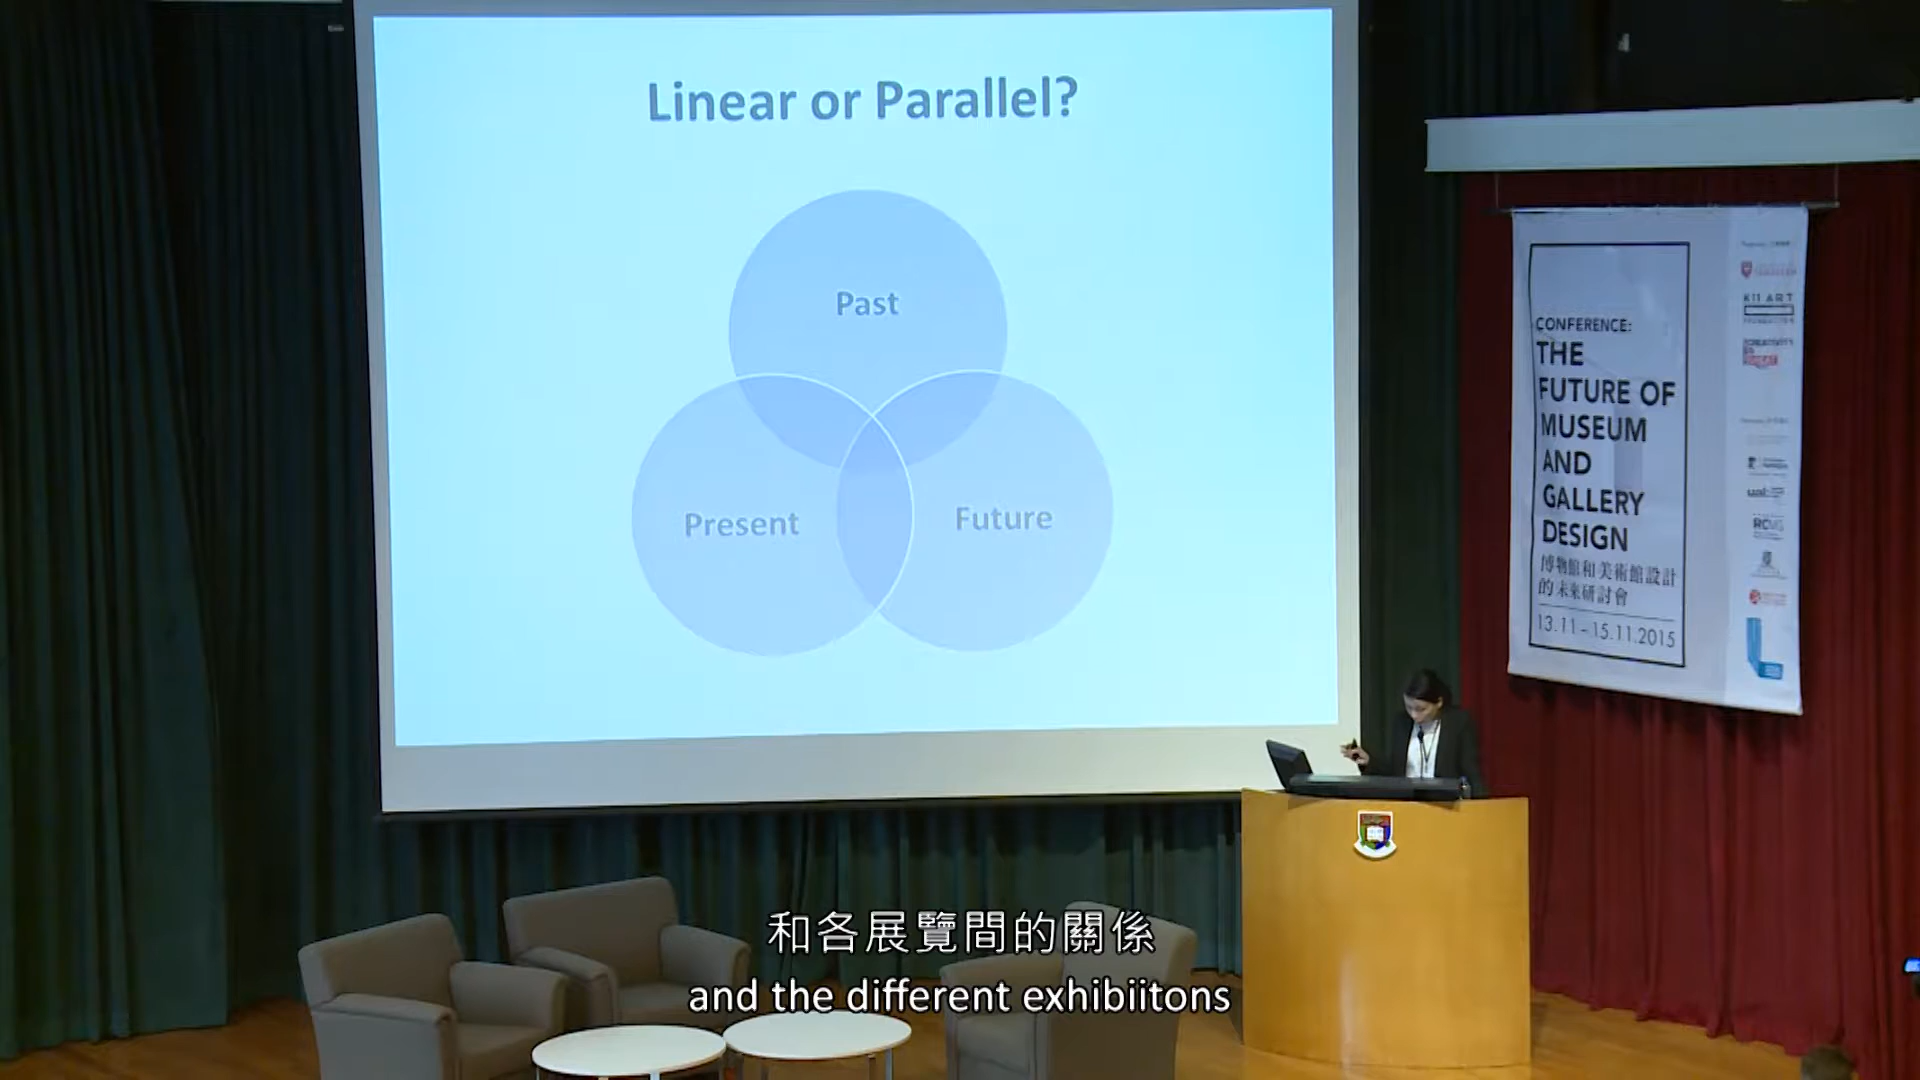 Linear or Parallel?
Past
Present
Future
CONFERENCE:
THE
FUTURE OF
MUSEUM
AND
GALLERY
DESIGN
博物館和美術館設計
的未來研討會
13.11 – 15.11.2015
K11 ART
和各展覽間的關係
and the different exhibiitons